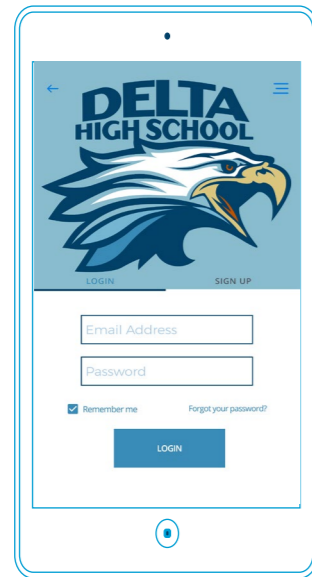 DELTA
HIGH SCHOOL
LOGIN SIGN UP
Email Address
Password
Remember me Forgot your password?
LOGIN